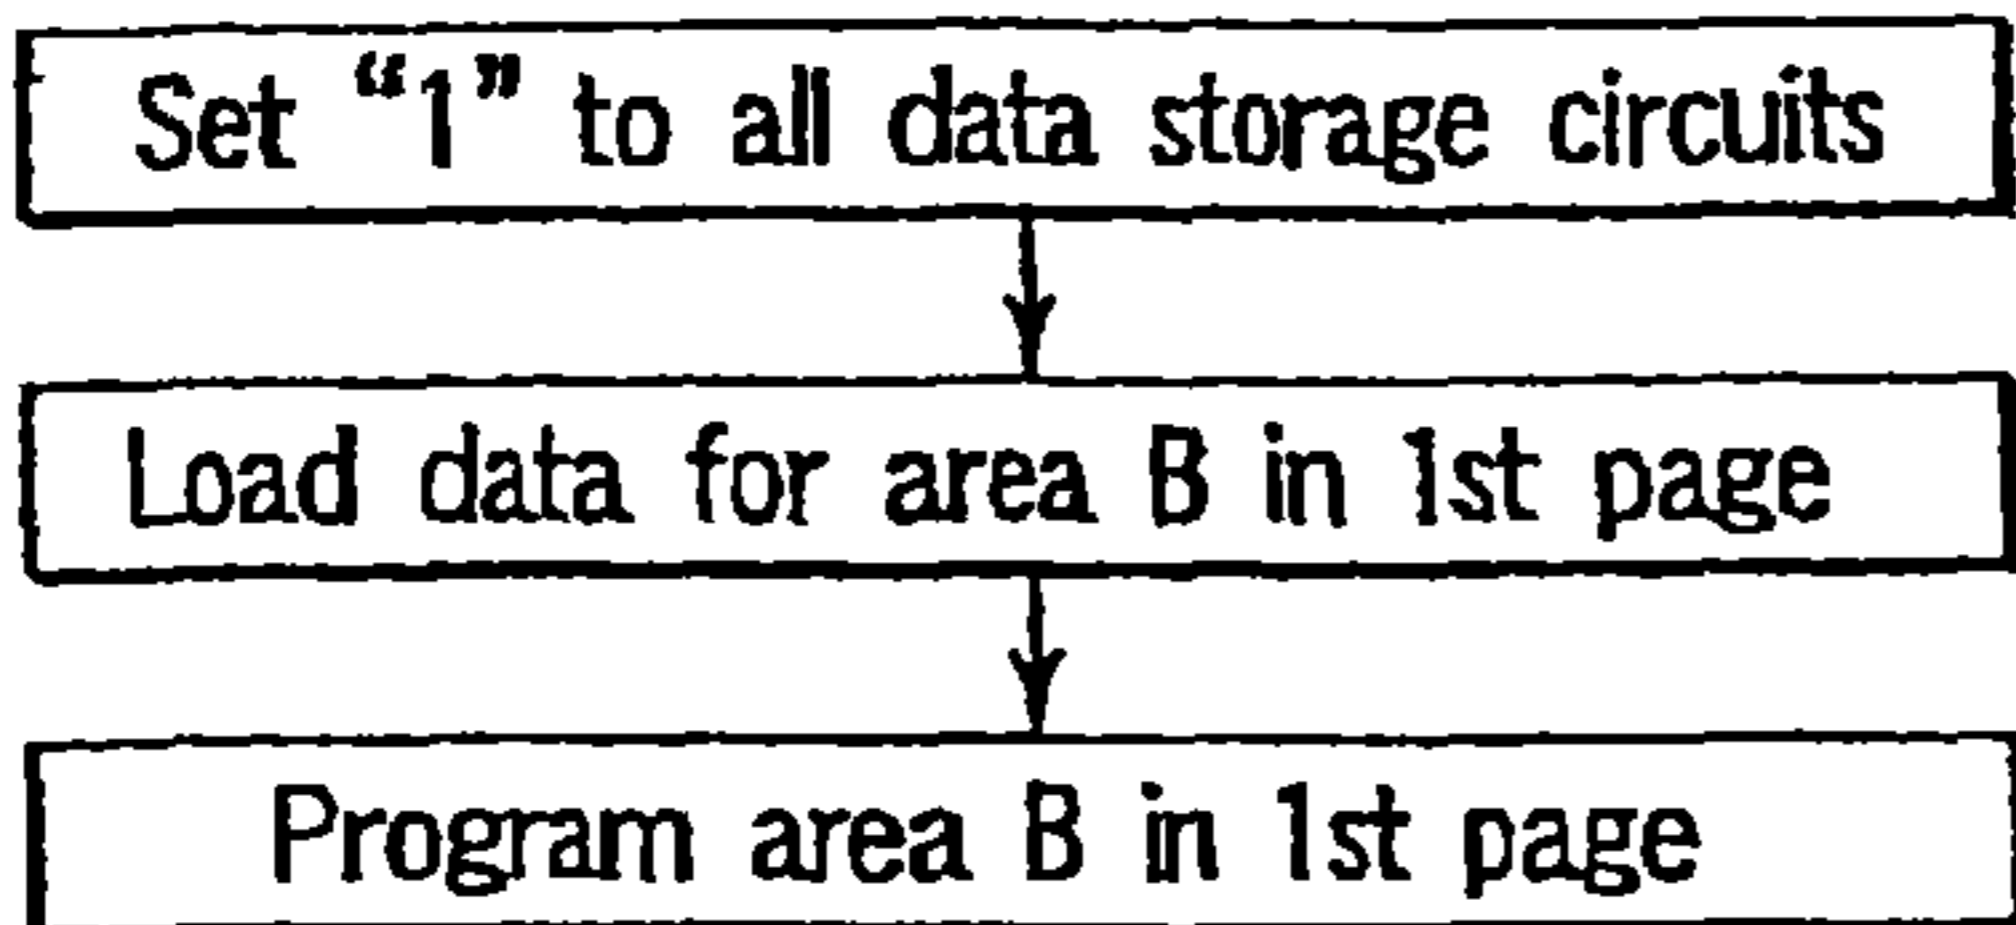 Set “1” to all data storage circuits
Load data for area B in 1st page
Program area B in 1st page